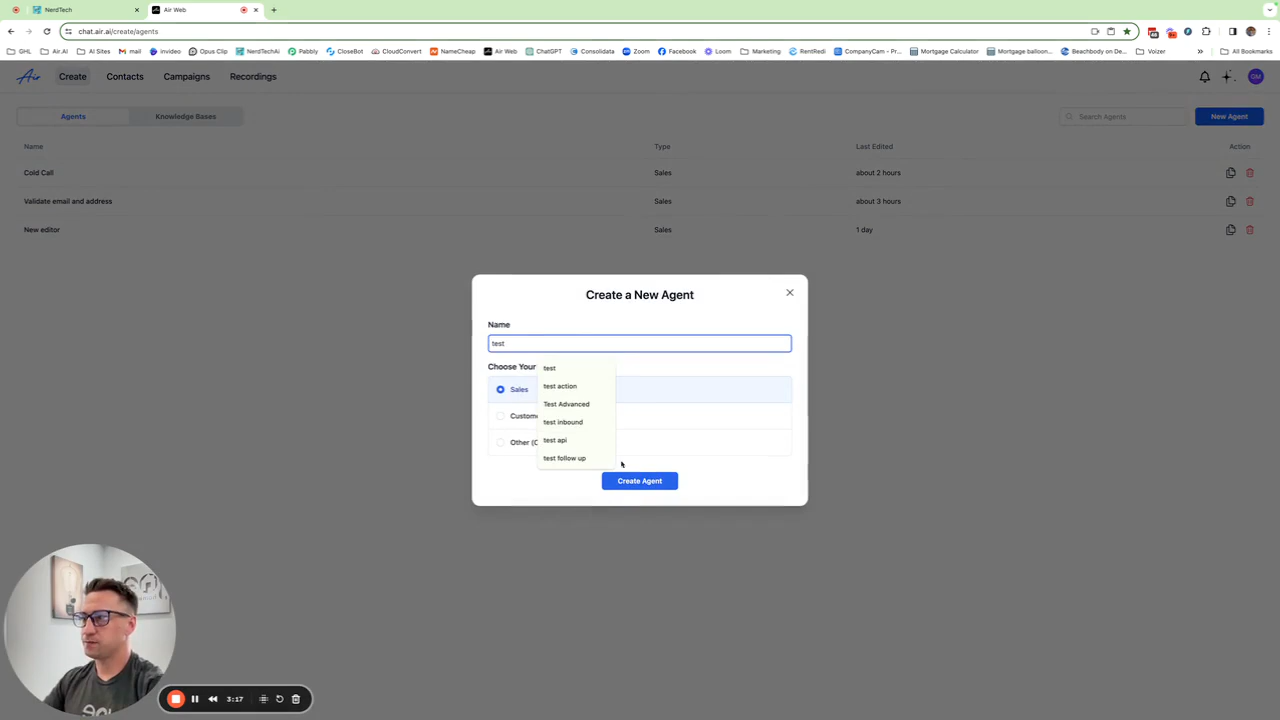 NerdTech
Air Web
chat.air.ai/create/agents
GHL
Air.AI
AI Sites
mail
invideo
Opus Clip
NerdTechAi
Pabbly
CloseBot
CloudConvert
NameCheap
Air Web
ChatGPT
Consolidata
Zoom
Facebook
Loom
Marketing
RentRedi
CompanyCam - Pr...
Mortgage Calculator
Mortgage balloon...
Beachbody on De...
Voizer
»
All Bookmarks
Air
Create
Contacts
Campaigns
Recordings
GM
Agents
Knowledge Bases
Search Agents
New Agent
Name
Type
Last Edited
Action
Cold Call
Sales
about 2 hours
Validate email and address
Sales
about 3 hours
New editor
Sales
1 day
Create a New Agent
Name
test
Choose Your
test
test action
Sales
Test Advanced
Custome
test inbound
Other (C
test api
test follow up
Create Agent
3:17